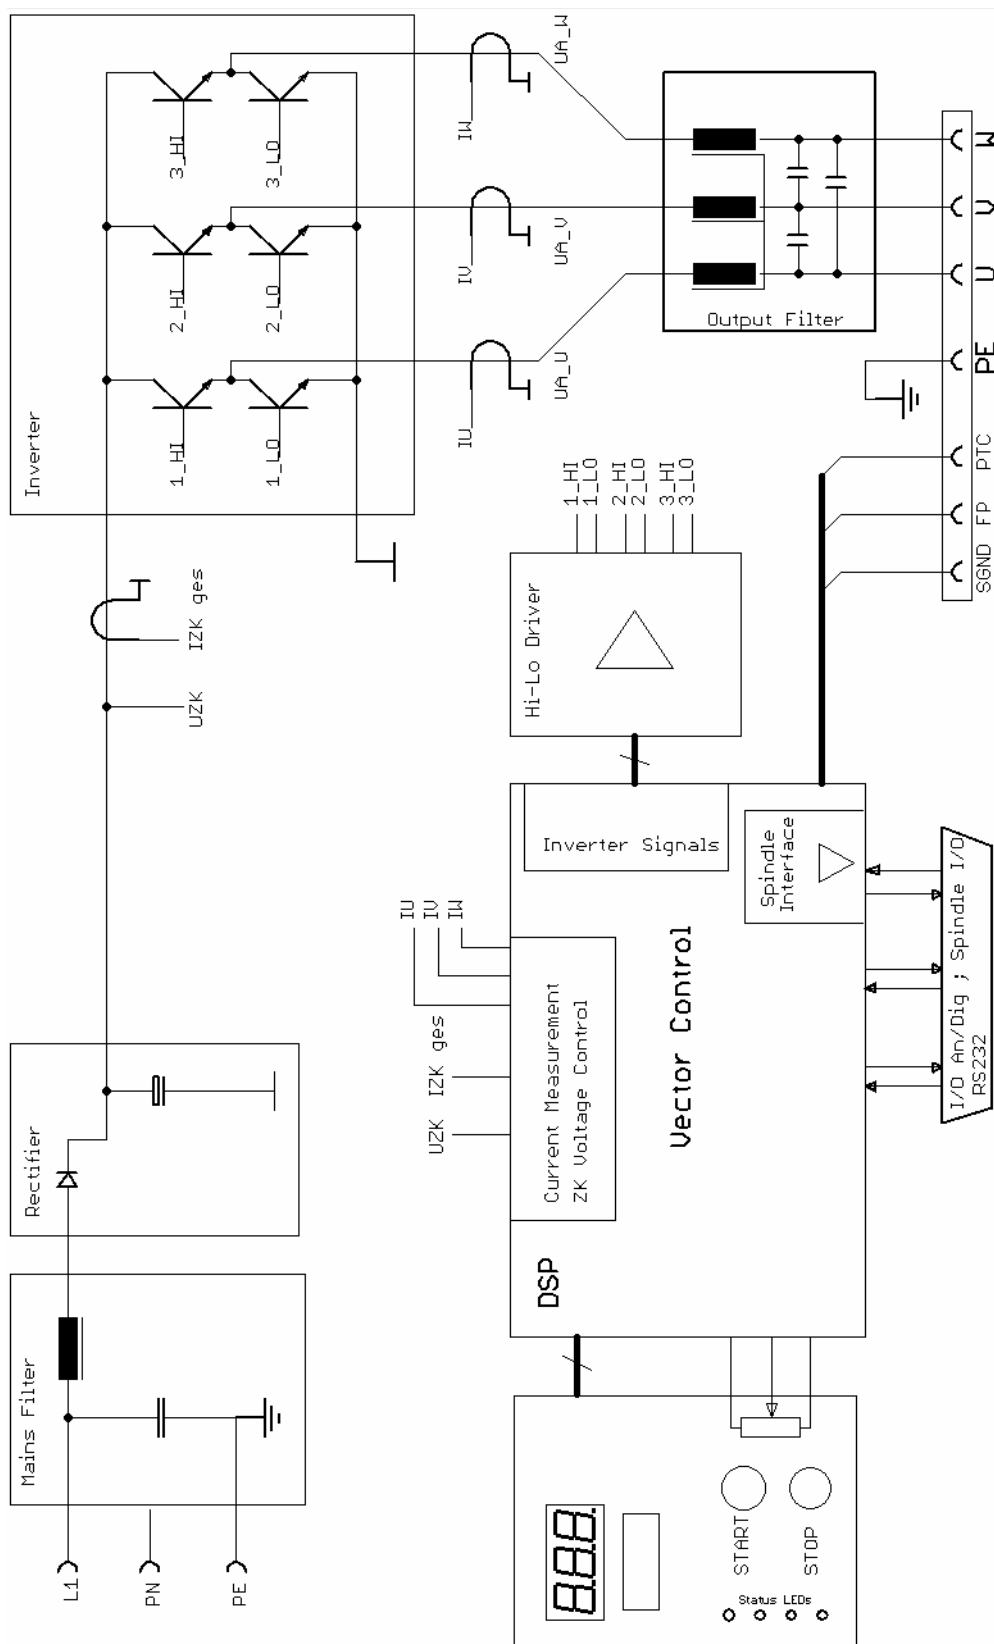 Inverter
3_HI
3_LO
2_HI
2_LO
1_HI
1_LO
IW
UA_W
IV
UA_V
IU
UA_U
Output Filter
W
V
U
PE
PTC
FP
SGND
IZK ges
UZK
Hi-Lo Driver
1_HI
1_LO
2_HI
2_LO
3_HI
3_LO
Inverter Signals
Spindle
Interface
Vector Control
IU
IV
IW
IZK ges
UZK
Current Measurement
ZK Voltage Control
DSP
I/O An/Dig ; Spindle I/O
RS232
Rectifier
Mains Filter
L1
PN
PE
888.
START
STOP
Status LEDs